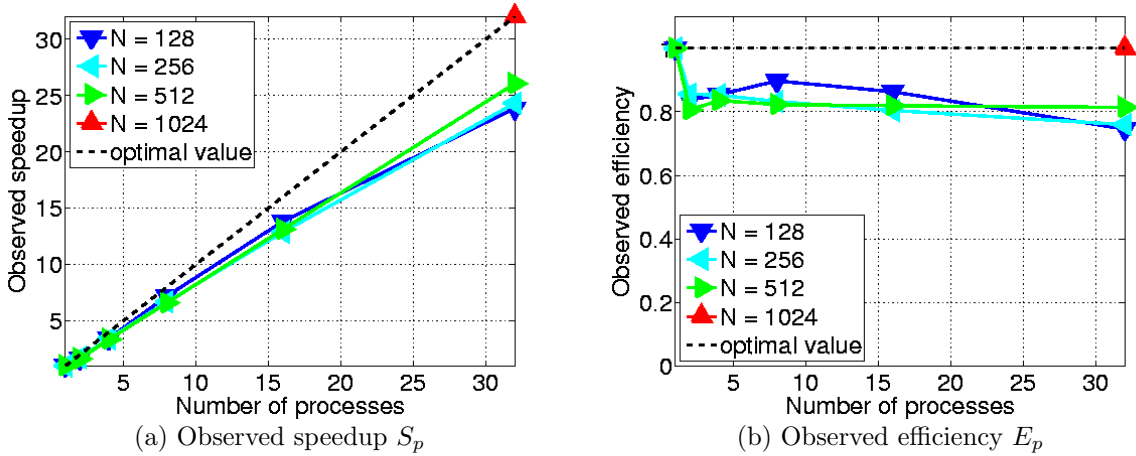 30
25
20
15
10
5
Observed speedup
N = 128
N = 256
N = 512
N = 1024
optimal value
5 10 15 20 25 30
Number of processes
(a) Observed speedup Sₚ
1
0.8
0.6
0.4
0.2
0
Observed efficiency
N = 128
N = 256
N = 512
N = 1024
optimal value
5 10 15 20 25 30
Number of processes
(b) Observed efficiency Eₚ